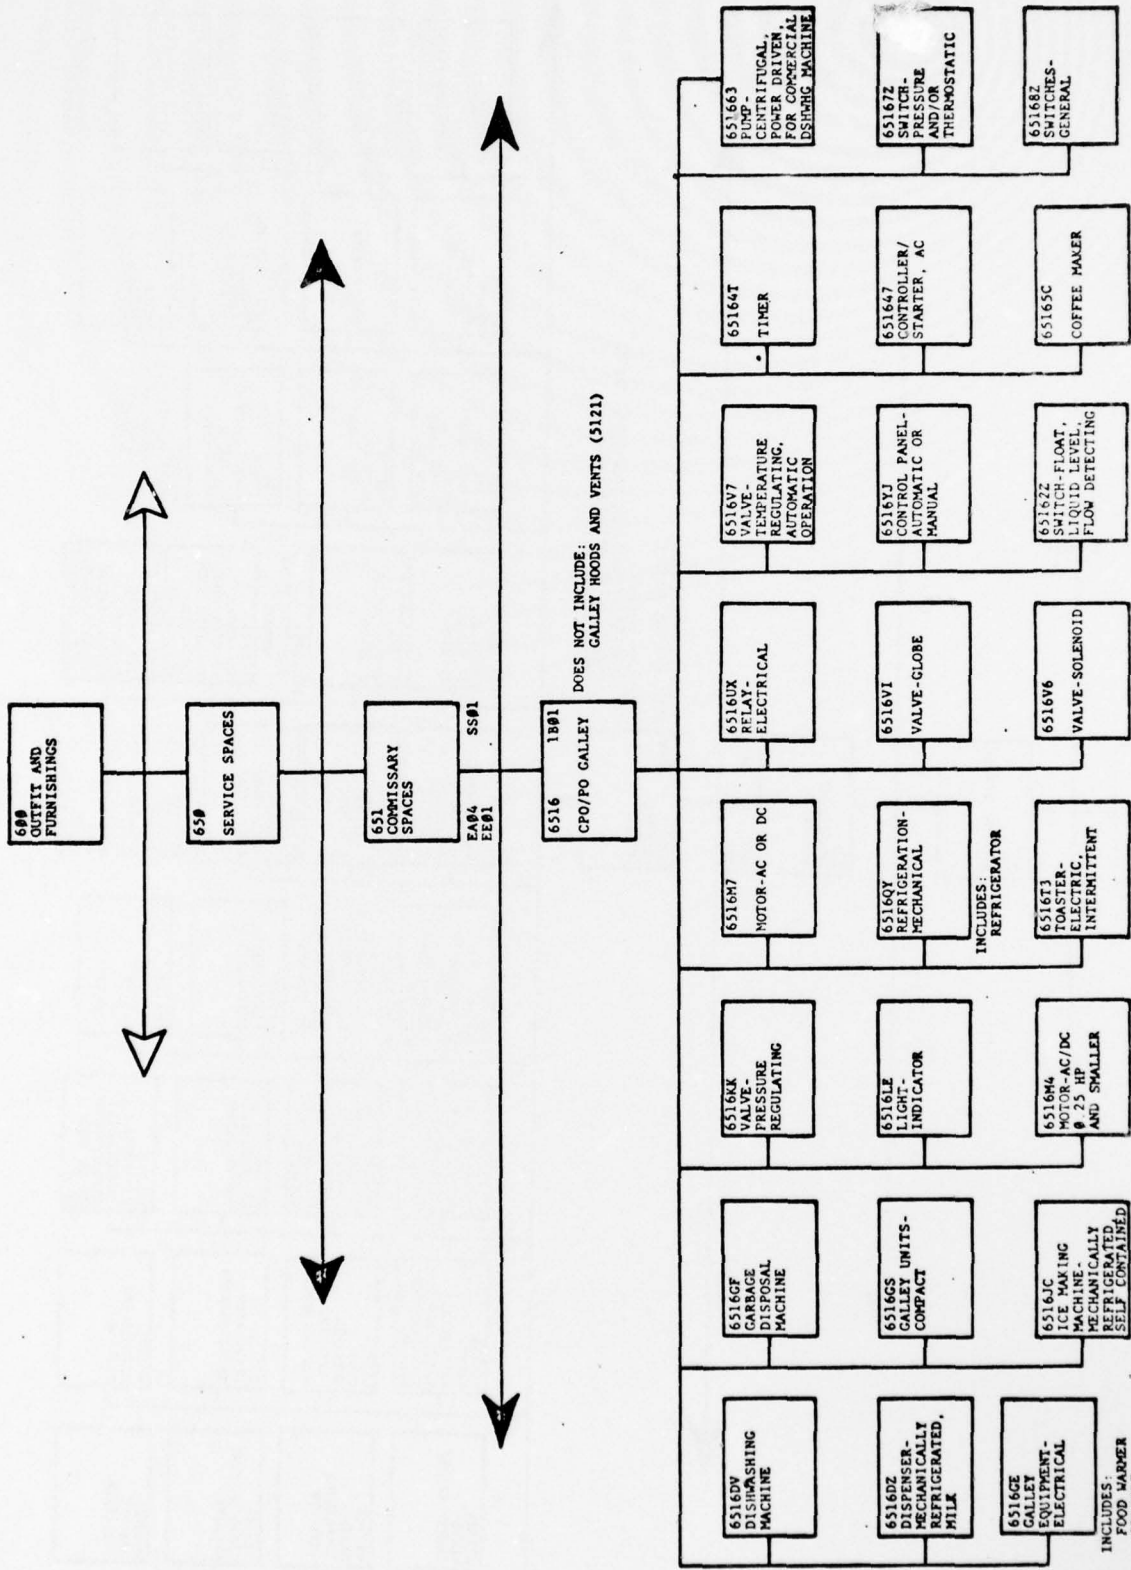 600
OUTFIT AND
FURNISHINGS
650
SERVICE SPACES
651
COMMISSARY
SPACES
EA04 SS01
EE01
6516 1B01
CPO/PO GALLEY
DOES NOT INCLUDE:
GALLEY HOODS AND VENTS (5121)
6516DV
DISHWASHING
MACHINE
6516DZ
DISPENSER-
MECHANICALLY
REFRIGERATED,
MILK
6516GE
GALLEY
EQUIPMENT-
ELECTRICAL
INCLUDES:
FOOD WARMER
6516GF
GARBAGE
DISPOSAL
MACHINE
6516GS
GALLEY UNITS-
COMPACT
6516JC
ICE MAKING
MACHINE-
MECHANICALLY
REFRIGERATED,
SELF CONTAINED
6516KK
VALVE-
PRESSURE
REGULATING
6516LE
LIGHT-
INDICATOR
6516M4
MOTOR-AC/DC
0.25 HP
AND SMALLER
6516M7
MOTOR-AC OR DC
6516QY
REFRIGERATION-
MECHANICAL
INCLUDES:
REFRIGERATOR
6516T3
TOASTER-
ELECTRIC,
INTERMITTENT
6516UX
RELAY-
ELECTRICAL
6516VI
VALVE-GLOBE
6516V6
VALVE-SOLENOID
6516V7
VALVE-
TEMPERATURE
REGULATING,
AUTOMATIC
OPERATION
6516YJ
CONTROL PANEL-
AUTOMATIC OR
MANUAL
65162Z
SWITCH-FLOAT,
LIQUID LEVEL,
FLOW DETECTING
65164T
TIMER
651647
CONTROLLER/
STARTER, AC
65165C
COFFEE MAKER
651663
PUMP-
CENTRIFUGAL,
POWER DRIVEN,
FOR COMMERCIAL
DSHWHG MACHINE
65167Z
SWITCH-
PRESSURE
AND/OR
THERMOSTATIC
65168Z
SWITCHES-
GENERAL